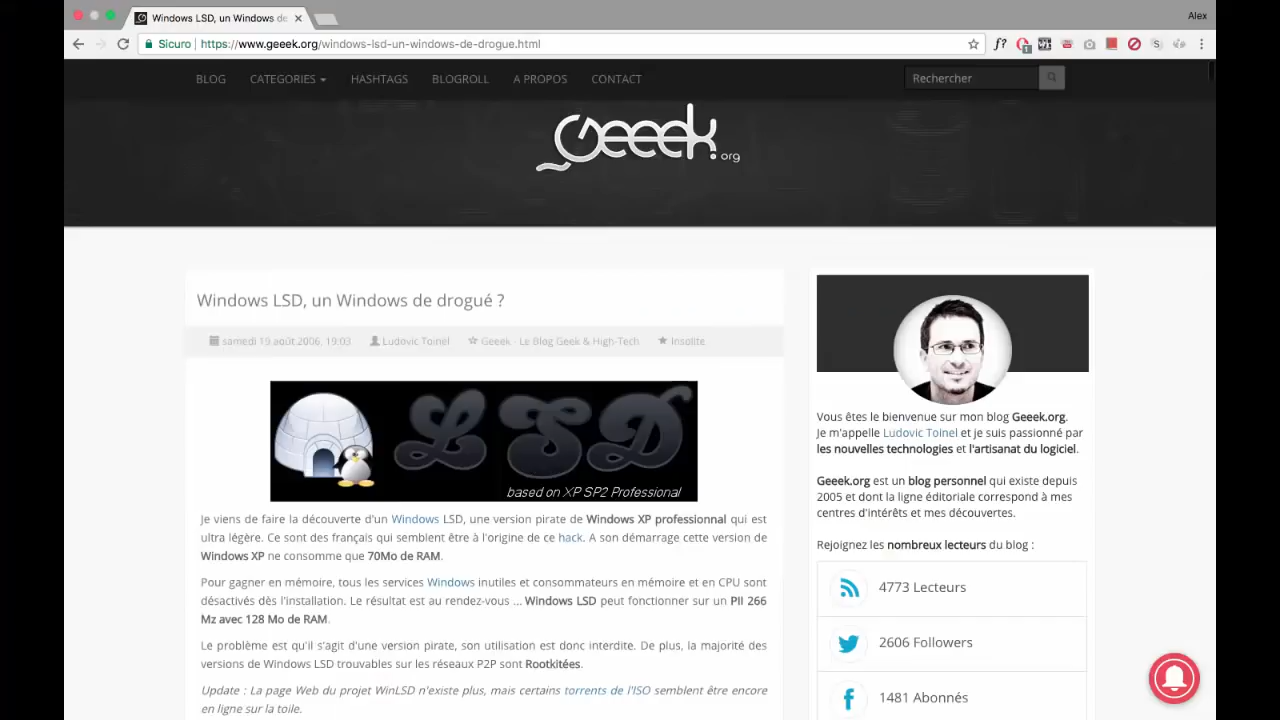 Windows LSD, un Windows de
Alex
Sicuro
https://www.geeek.org/windows-lsd-un-windows-de-drogue.html
BLOG CATEGORIES HASHTAGS BLOGROLL A PROPOS CONTACT
Rechercher
Geeek.org
Windows LSD, un Windows de drogué ?
samedi 19 août 2006, 19:03 Ludovic Toinel Geeek - Le Blog Geek & High-Tech Insolite
LSD
based on XP SP2 Professional
Je viens de faire la découverte d'un Windows LSD, une version pirate de Windows XP professionnal qui est
ultra légère. Ce sont des français qui semblent être à l'origine de ce hack. A son démarrage cette version de
Windows XP ne consomme que 70Mo de RAM.
Pour gagner en mémoire, tous les services Windows inutiles et consommateurs en mémoire et en CPU sont
désactivés dès l'installation. Le résultat est au rendez-vous ... Windows LSD peut fonctionner sur un PII 266
Mz avec 128 Mo de RAM.
Le problème est qu'il s'agit d'une version pirate, son utilisation est donc interdite. De plus, la majorité des
versions de Windows LSD trouvables sur les réseaux P2P sont Rootkitées.
Update : La page Web du projet WinLSD n'existe plus, mais certains torrents de l'ISO semblent être encore
en ligne sur la toile.
Vous êtes le bienvenue sur mon blog Geeek.org.
Je m'appelle Ludovic Toinel et je suis passionné par
les nouvelles technologies et l'artisanat du logiciel.
Geeek.org est un blog personnel qui existe depuis
2005 et dont la ligne éditoriale correspond à mes
centres d'intérêts et mes découvertes.
Rejoignez les nombreux lecteurs du blog :
4773 Lecteurs
2606 Followers
1481 Abonnés